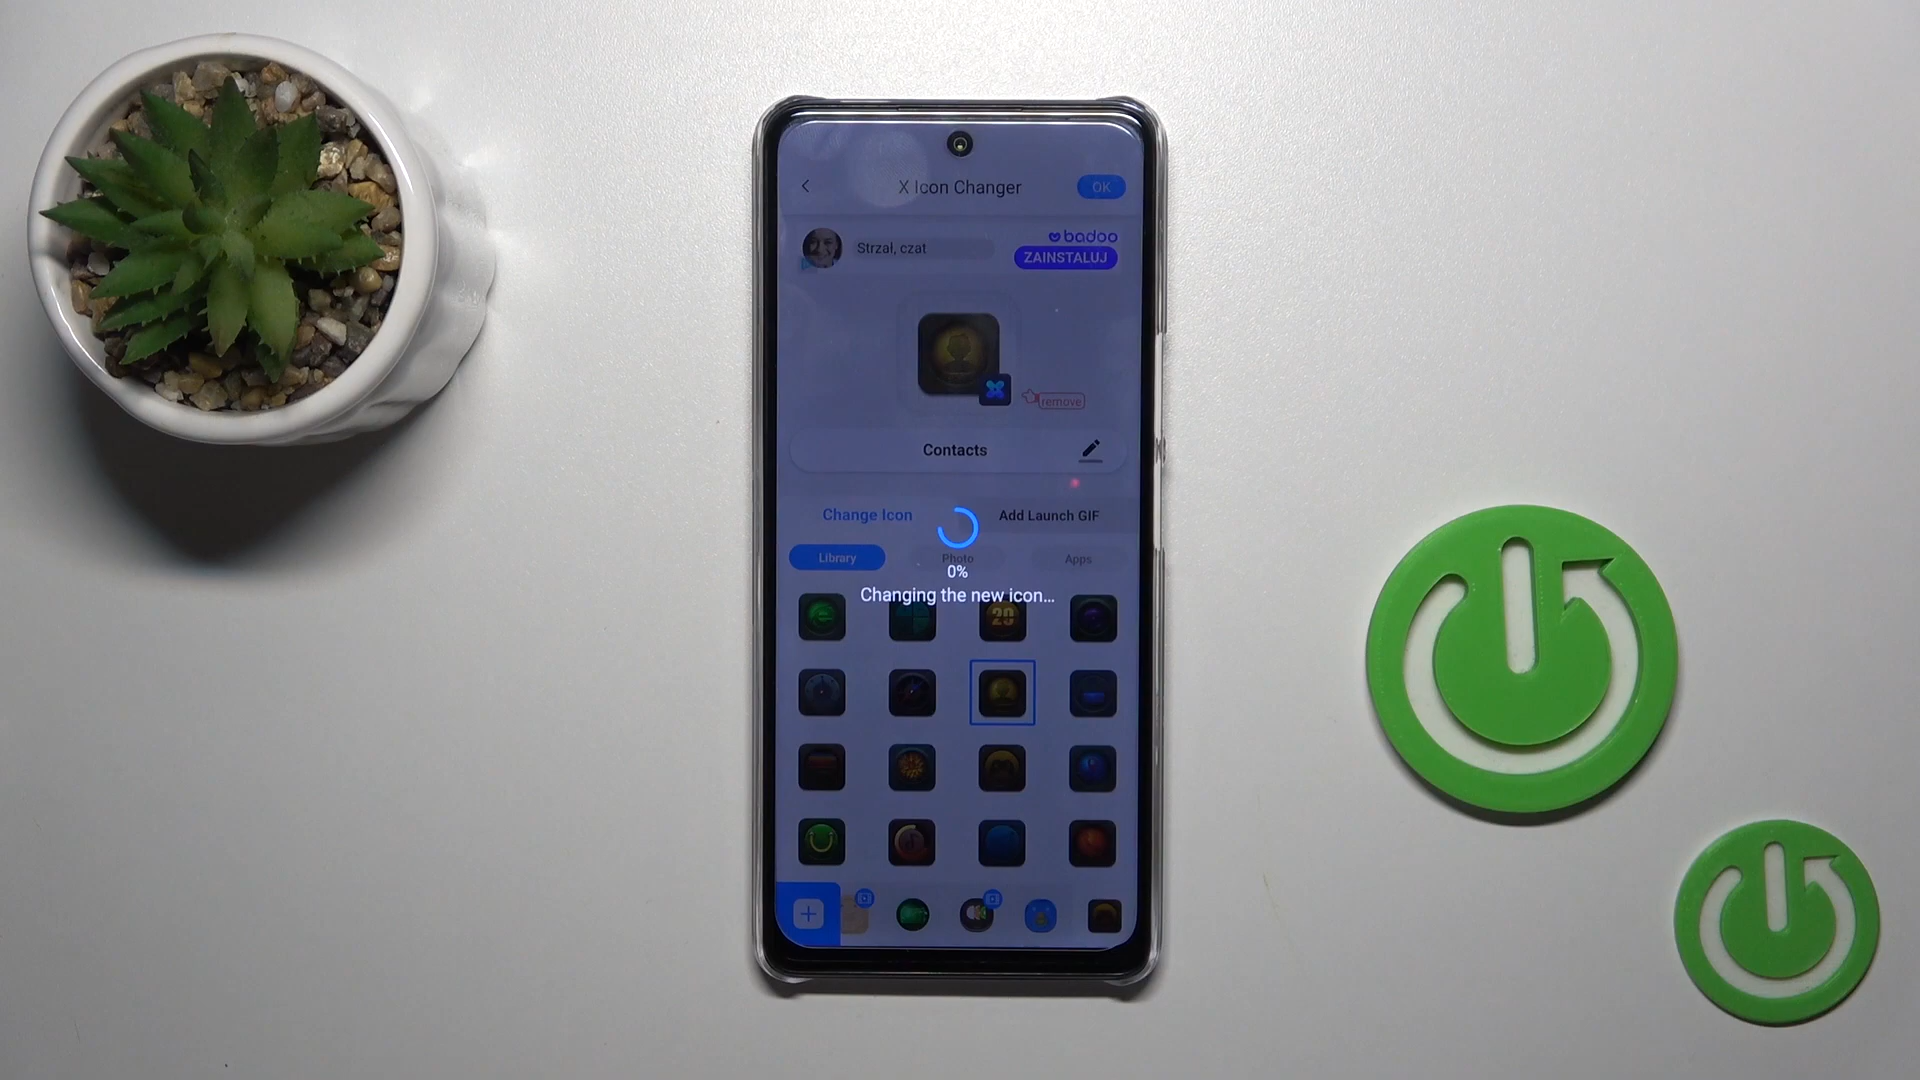 X Icon Changer
OK
Strzał, czat
badoo
ZAINSTALUJ
remove
Contacts
Change Icon
Add Launch GIF
Library
Photo
Apps
0%
Changing the new icon...
29